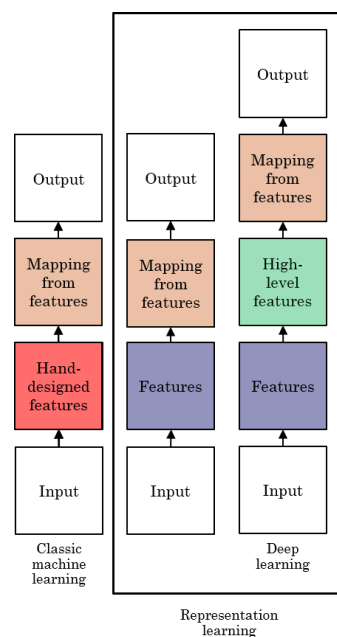 Output
Mapping
from
features
Hand-
designed
features
Input
Classic
machine
learning
Output
Mapping
from
features
Features
Input
Output
Mapping
from
features
High-
level
features
Features
Input
Deep
learning
Representation
learning